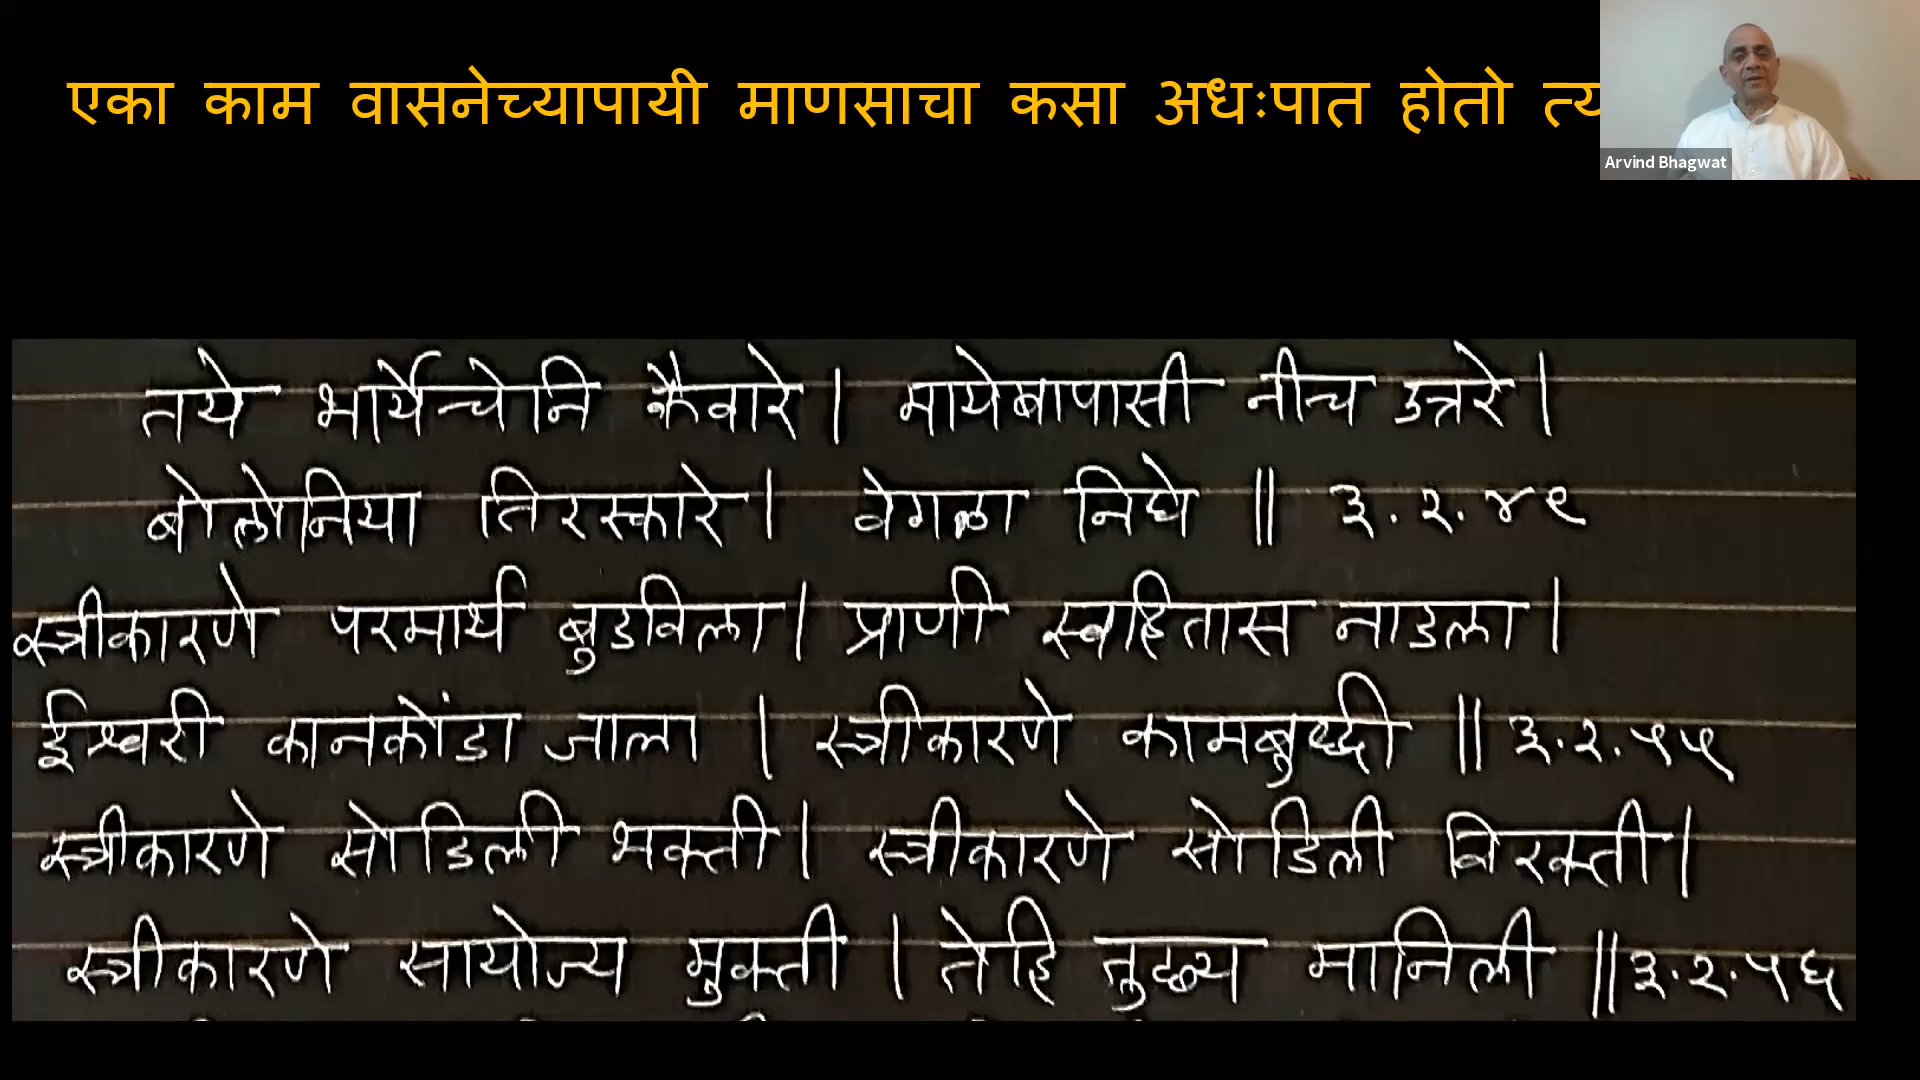 एका काम वासनेच्यापायी माणसाचा कसा अधःपात होतो
Arvind Bhagwat
तये भार्येचेनि कैवारे । मायेबापासी नीच उत्तरे ।
बोलोनिया तिरस्कारे । वेगळा निघे ॥ ३.२.४९
स्त्रीकारणे परमार्थ बुडविला । प्राणी स्वहितास नाडला ।
ईश्वरी कानकोंडा जाला । स्त्रीकारणे कामबुद्धी ॥ ३.२.५५
स्त्रीकारणे सोडिली भक्ती । स्त्रीकारणे सोडिली विरक्ती ।
स्त्रीकारणे सायोज्य मुक्ती । तेहि तुछ्य मानिली ॥ ३.२.५६